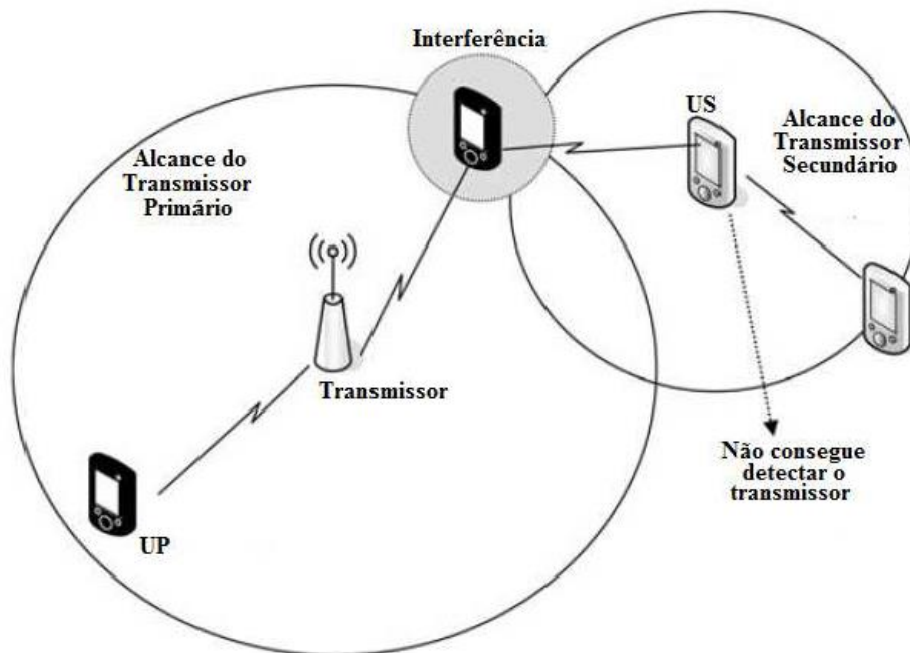 Interferência
US
Alcance do
Transmissor
Secundário
Alcance do
Transmissor
Primário
Transmissor
Não consegue
detectar o
transmissor
UP